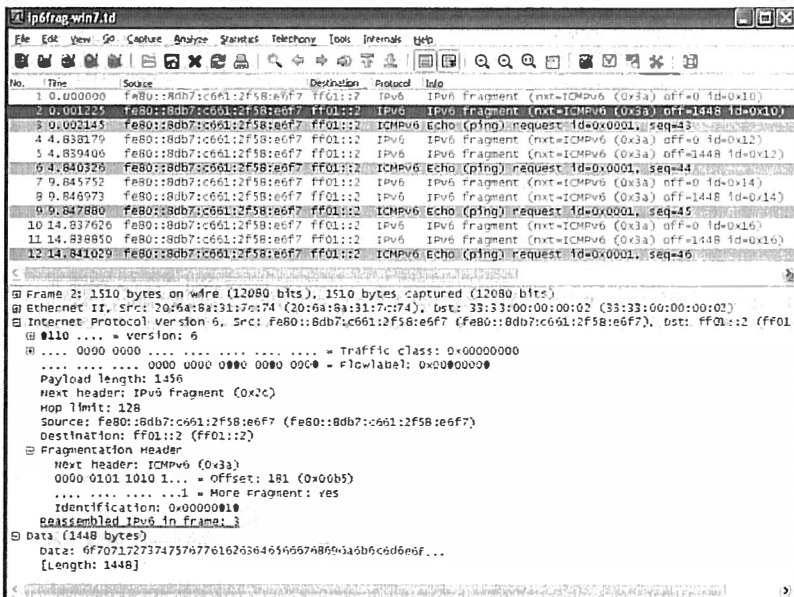 ip6frag-win7.td
File Edit View Go Capture Analyze Statistics Telephony Tools Internals Help
No. Time Source Destination Protocol Info
1 0.000000 fe80::8db7:c661:2f58:e6f7 ff01::2 IPv6 IPv6 fragment (nxt=ICMPv6 (0x3a) off=0 id=0x10)
2 0.001225 fe80::8db7:c661:2f58:e6f7 ff01::2 IPv6 IPv6 fragment (nxt=ICMPv6 (0x3a) off=1448 id=0x10)
3 0.002145 fe80::8db7:c661:2f58:e6f7 ff01::2 ICMPv6 Echo (ping) request id=0x0001, seq=43
4 4.838179 fe80::8db7:c661:2f58:e6f7 ff01::2 IPv6 IPv6 fragment (nxt=ICMPv6 (0x3a) off=0 id=0x12)
5 4.839406 fe80::8db7:c661:2f58:e6f7 ff01::2 IPv6 IPv6 fragment (nxt=ICMPv6 (0x3a) off=1448 id=0x12)
6 4.840326 fe80::8db7:c661:2f58:e6f7 ff01::2 ICMPv6 Echo (ping) request id=0x0001, seq=44
7 9.845752 fe80::8db7:c661:2f58:e6f7 ff01::2 IPv6 IPv6 fragment (nxt=ICMPv6 (0x3a) off=0 id=0x14)
8 9.846973 fe80::8db7:c661:2f58:e6f7 ff01::2 IPv6 IPv6 fragment (nxt=ICMPv6 (0x3a) off=1448 id=0x14)
9 9.847880 fe80::8db7:c661:2f58:e6f7 ff01::2 ICMPv6 Echo (ping) request id=0x0001, seq=45
10 14.837626 fe80::8db7:c661:2f58:e6f7 ff01::2 IPv6 IPv6 fragment (nxt=ICMPv6 (0x3a) off=0 id=0x16)
11 14.838850 fe80::8db7:c661:2f58:e6f7 ff01::2 IPv6 IPv6 fragment (nxt=ICMPv6 (0x3a) off=1448 id=0x16)
12 14.841029 fe80::8db7:c661:2f58:e6f7 ff01::2 ICMPv6 Echo (ping) request id=0x0001, seq=46
Frame 2: 1510 bytes on wire (12080 bits), 1510 bytes captured (12080 bits)
Ethernet II, Src: 20:6a:8a:31:7c:74 (20:6a:8a:31:7c:74), Dst: 33:33:00:00:00:02 (33:33:00:00:00:02)
Internet Protocol Version 6, Src: fe80::8db7:c661:2f58:e6f7 (fe80::8db7:c661:2f58:e6f7), Dst: ff01::2 (ff01
0110 .... = Version: 6
.... 0000 0000 .... .... .... .... .... = Traffic class: 0x00000000
.... .... .... 0000 0000 0000 0000 0000 = Flowlabel: 0x00000000
Payload length: 1456
Next header: IPv6 fragment (0x2c)
Hop limit: 128
Source: fe80::8db7:c661:2f58:e6f7 (fe80::8db7:c661:2f58:e6f7)
Destination: ff01::2 (ff01::2)
Fragmentation Header
Next header: ICMPv6 (0x3a)
0000 0101 1010 1... = Offset: 181 (0x00b5)
.... .... .... ...1 = More Fragment: Yes
Identification: 0x00000010
Reassembled IPv6 in frame: 3
Data (1448 bytes)
Data: 6f70717273747576776162636465666768696a6b6c6d6e6f...
[Length: 1448]